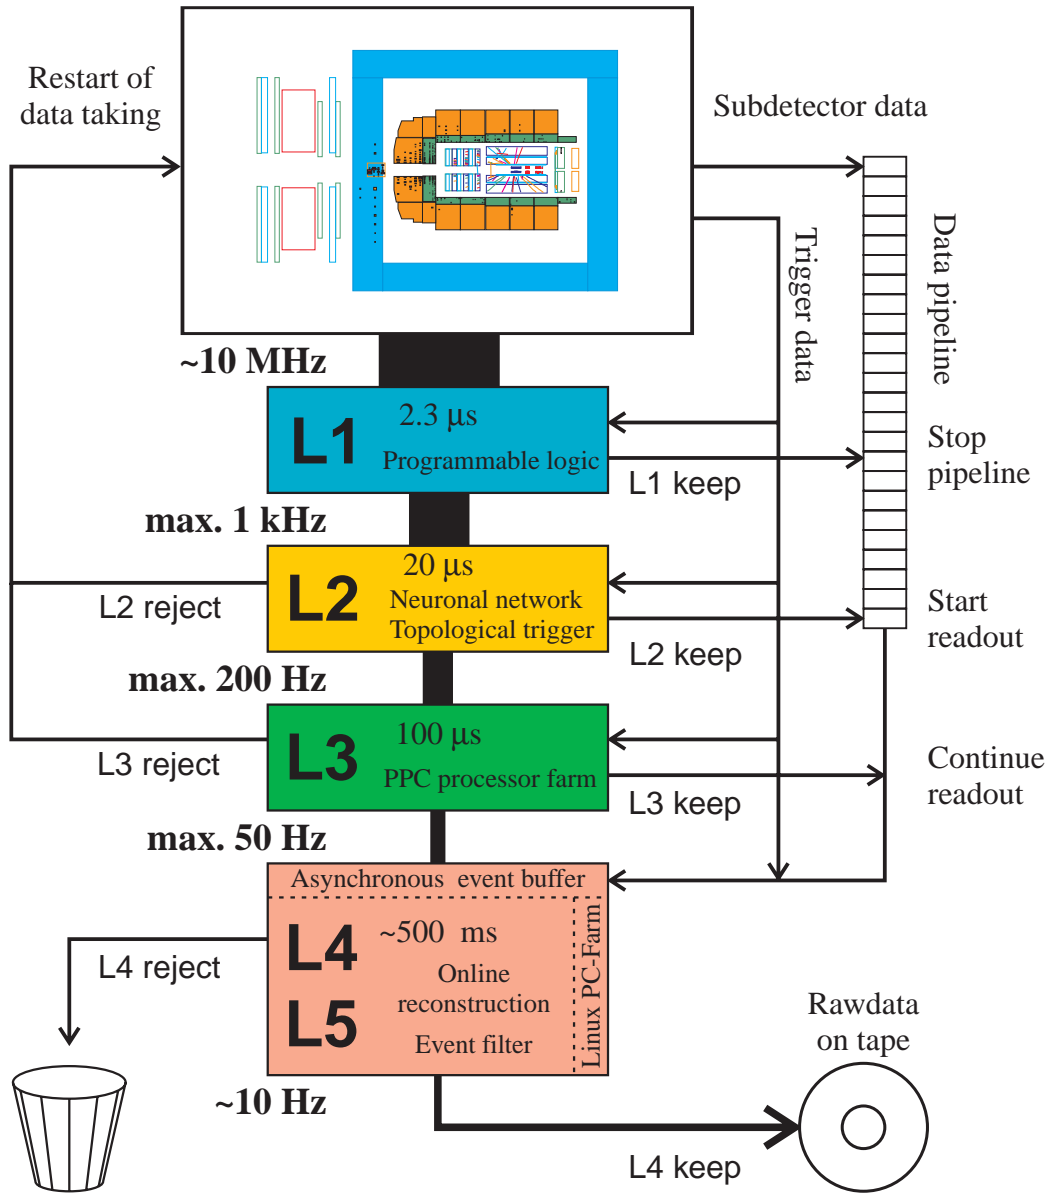 Restart of
data taking
Subdetector data
Data pipeline
Trigger data
~10 MHz
L1
2.3 µs
Programmable logic
L1 keep
Stop
pipeline
max. 1 kHz
L2
20 µs
Neuronal network
Topological trigger
L2 reject
L2 keep
Start
readout
max. 200 Hz
L3
100 µs
PPC processor farm
L3 reject
L3 keep
Continue
readout
max. 50 Hz
Asynchronous event buffer
L4
~500 ms
L5
Online
reconstruction
Event filter
Linux PC-Farm
L4 reject
Rawdata
on tape
~10 Hz
L4 keep